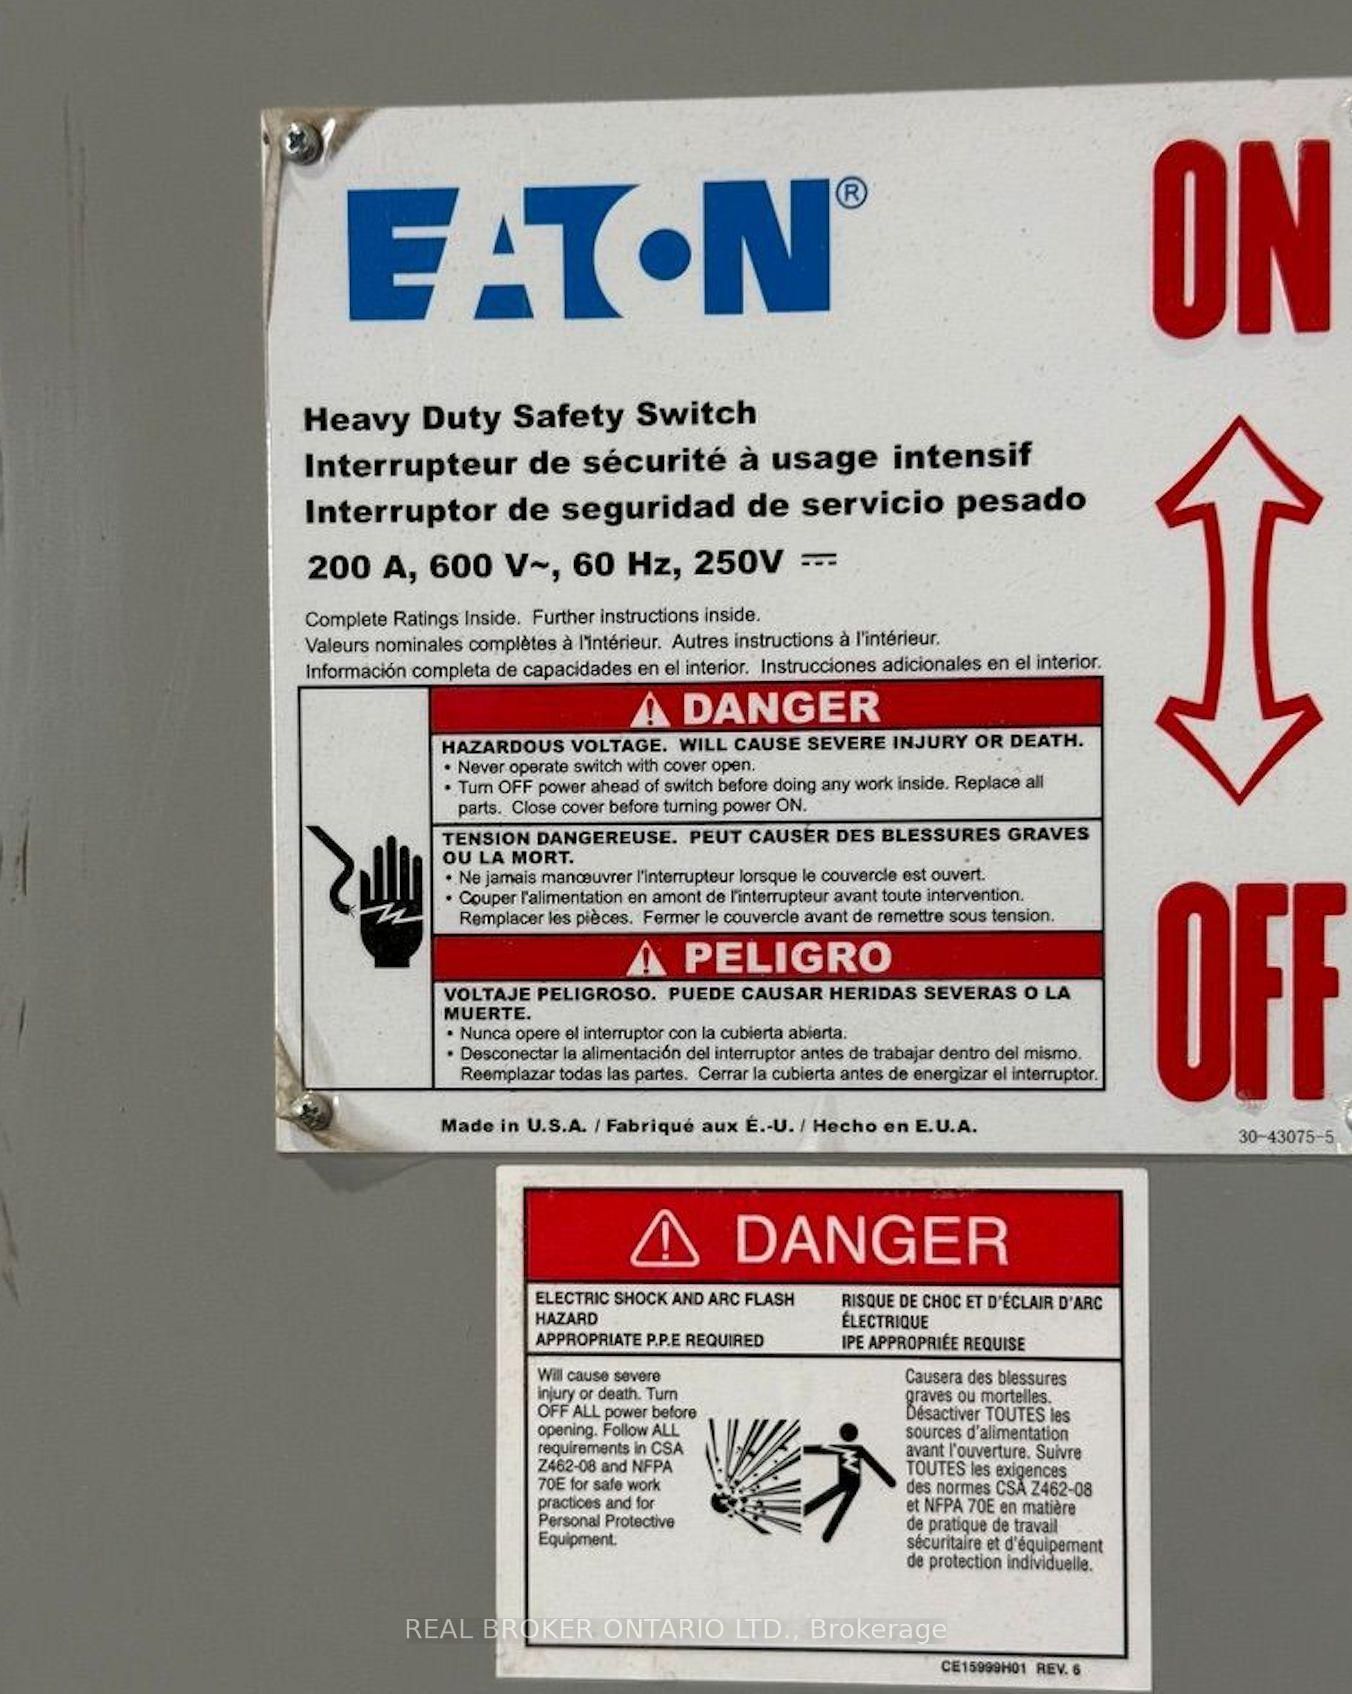 EATON®
ON
Heavy Duty Safety Switch
Interrupteur de sécurité à usage intensif
Interruptor de seguridad de servicio pesado
200 A, 600 V~, 60 Hz, 250V ⎓
Complete Ratings Inside. Further instructions inside.
Valeurs nominales complètes à l'intérieur. Autres instructions à l'intérieur.
Información completa de capacidades en el interior. Instrucciones adicionales en el interior.
⚠ DANGER
HAZARDOUS VOLTAGE. WILL CAUSE SEVERE INJURY OR DEATH.
• Never operate switch with cover open.
• Turn OFF power ahead of switch before doing any work inside. Replace all
parts. Close cover before turning power ON.
TENSION DANGEREUSE. PEUT CAUSER DES BLESSURES GRAVES
OU LA MORT.
• Ne jamais manœuvrer l'interrupteur lorsque le couvercle est ouvert.
• Couper l'alimentation en amont de l'interrupteur avant toute intervention.
Remplacer les pièces. Fermer le couvercle avant de remettre sous tension.
⚠ PELIGRO
VOLTAJE PELIGROSO. PUEDE CAUSAR HERIDAS SEVERAS O LA
MUERTE.
• Nunca opere el interruptor con la cubierta abierta.
• Desconectar la alimentación del interruptor antes de trabajar dentro del mismo.
Reemplazar todas las partes. Cerrar la cubierta antes de energizar el interruptor.
OFF
Made in U.S.A. / Fabriqué aux É.-U. / Hecho en E.U.A.
30-43075-5
⚠ DANGER
ELECTRIC SHOCK AND ARC FLASH
HAZARD
APPROPRIATE P.P.E REQUIRED
RISQUE DE CHOC ET D'ÉCLAIR D'ARC
ÉLECTRIQUE
IPE APPROPRIÉE REQUISE
Will cause severe
injury or death. Turn
OFF ALL power before
opening. Follow ALL
requirements in CSA
Z462-08 and NFPA
70E for safe work
practices and for
Personal Protective
Equipment.
Causera des blessures
graves ou mortelles.
Désactiver TOUTES les
sources d'alimentation
avant l'ouverture. Suivre
TOUTES les exigences
des normes CSA Z462-08
et NFPA 70E en matière
de pratique de travail
sécuritaire et d'équipement
de protection individuelle.
REAL BROKER ONTARIO LTD., Brokerage
CE15999H01 REV. 6